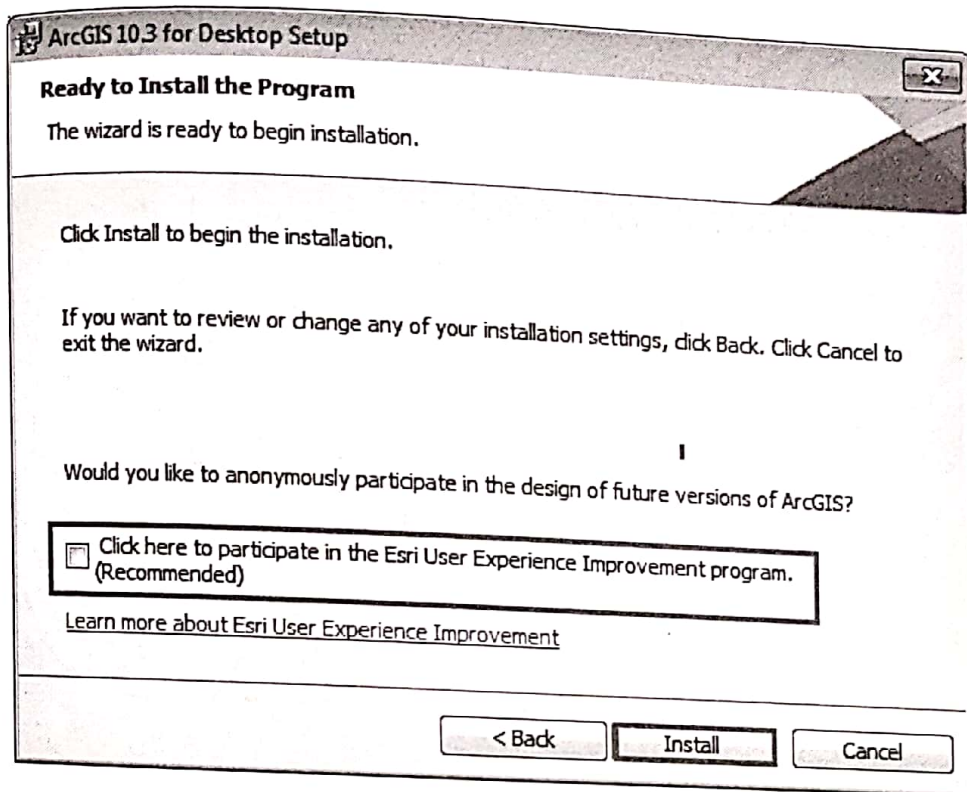 ArcGIS 10.3 for Desktop Setup
Ready to Install the Program
The wizard is ready to begin installation.
Click Install to begin the installation.
If you want to review or change any of your installation settings, click Back. Click Cancel to
exit the wizard.
Would you like to anonymously participate in the design of future versions of ArcGIS?
Click here to participate in the Esri User Experience Improvement program.
(Recommended)
Learn more about Esri User Experience Improvement
< Back
Install
Cancel